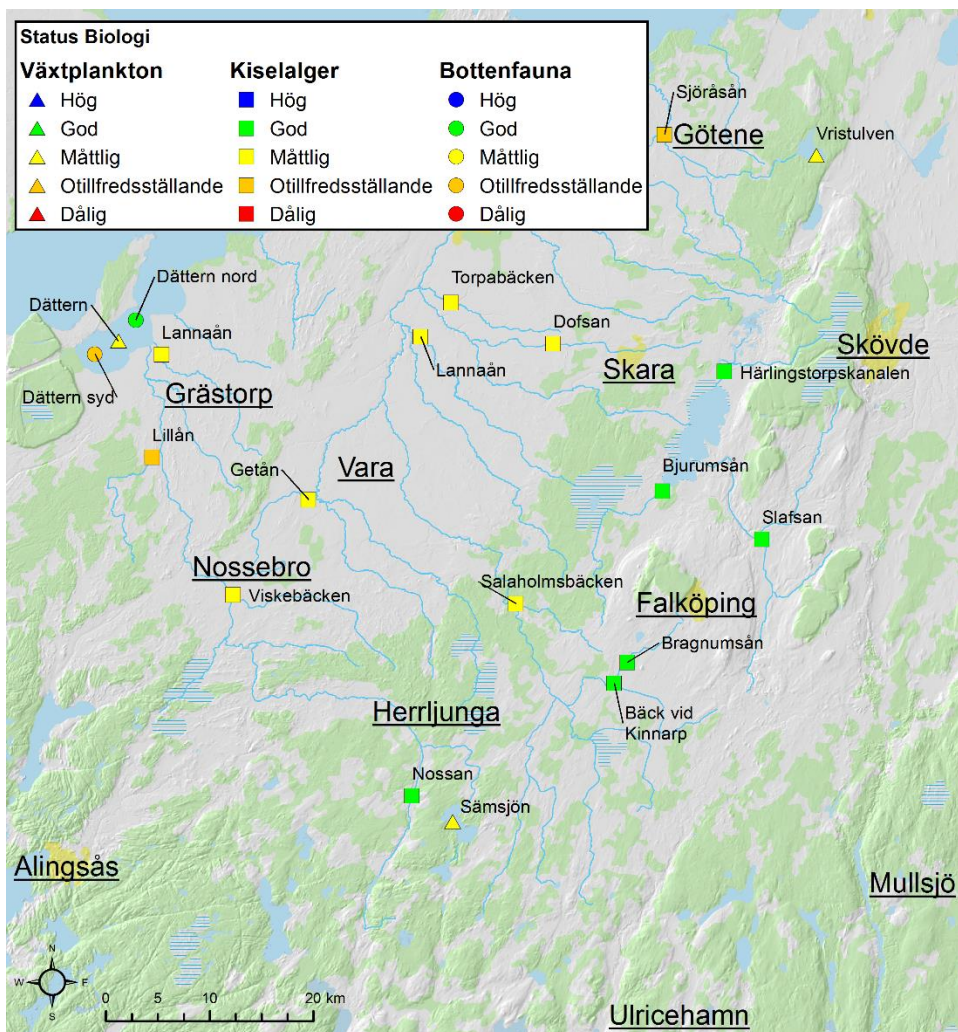 Status Biologi
Växtplankton Kiselalger Bottenfauna
Hög Hög Hög
God God God
Måttlig Måttlig Måttlig
Otillfredsställande Otillfredsställande Otillfredsställande
Dålig Dålig Dålig
Sjöråsån
Götene
Vristulven
Dättern nord
Torpabäcken
Dättern
Lannaån
Dofsan
Skövde
Lannaån
Skara
Härlingstorpskanalen
Dättern syd
Grästorp
Lillån
Vara
Getån
Bjurumsån
Slafsan
Nossebro
Salaholmsbäcken
Viskebäcken
Falköping
Bragnumsån
Herrljunga
Bäck vid
Kinnarp
Nossan
Sämsjön
Alingsås
Mullsjö
N
W E
S
0 5 10 20 km
Ulricehamn